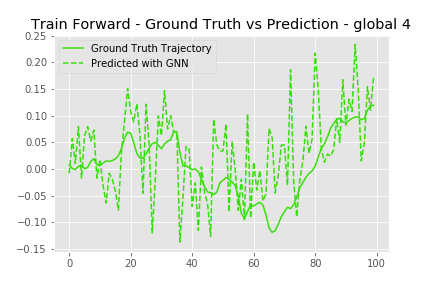 Train Forward - Ground Truth vs Prediction - global 4
Ground Truth Trajectory
Predicted with GNN
0.25
0.20
0.15
0.10
0.05
0.00
−0.05
−0.10
−0.15
0 20 40 60 80 100